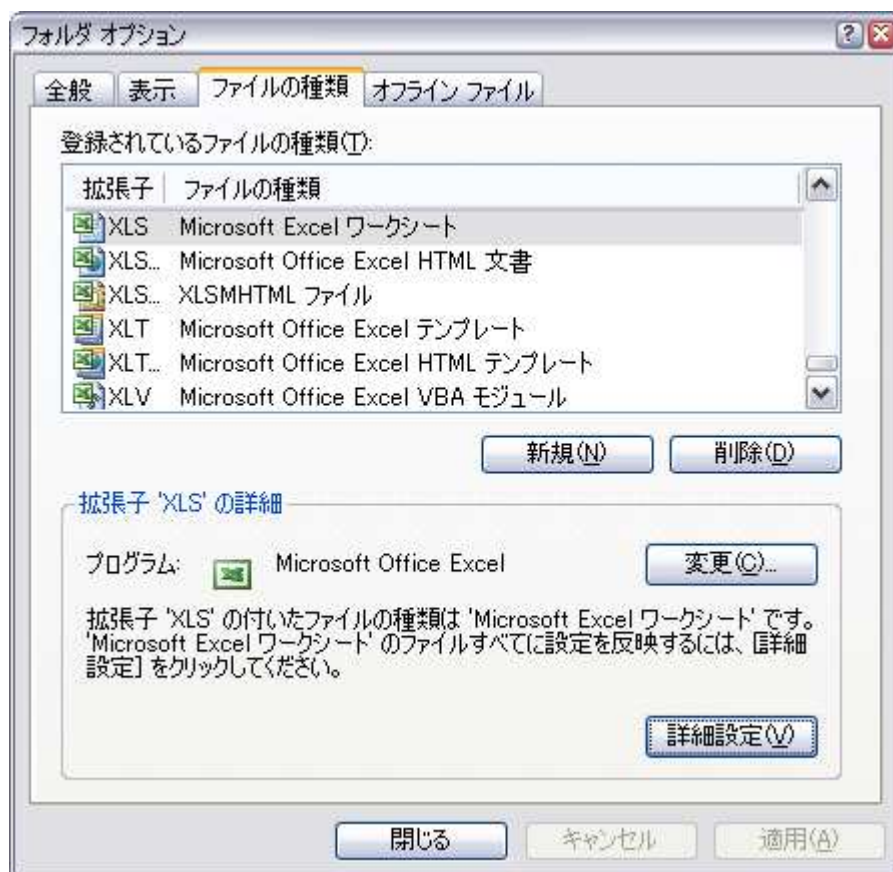 フォルダ オプション
全般 表示 ファイルの種類 オフライン ファイル
登録されているファイルの種類(T):
拡張子 ファイルの種類
XLS Microsoft Excel ワークシート
XLS... Microsoft Office Excel HTML 文書
XLS... XLSMHTML ファイル
XLT Microsoft Office Excel テンプレート
XLT... Microsoft Office Excel HTML テンプレート
XLV Microsoft Office Excel VBA モジュール
新規(N) 削除(D)
拡張子 'XLS' の詳細
プログラム: Microsoft Office Excel 変更(C)...
拡張子 'XLS' の付いたファイルの種類は 'Microsoft Excel ワークシート' です。
'Microsoft Excel ワークシート' のファイルすべてに設定を反映するには、[詳細
設定] をクリックしてください。
詳細設定(V)
閉じる キャンセル 適用(A)